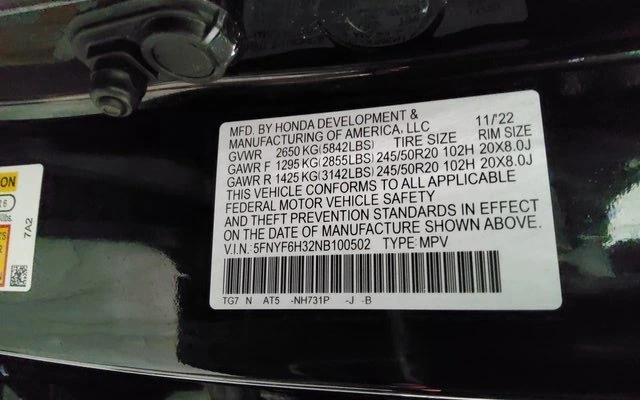 MFD. BY HONDA DEVELOPMENT & 11/'22
MANUFACTURING OF AMERICA, LLC
GVWR 2650 KG(5842LBS) TIRE SIZE RIM SIZE
GAWR F 1295 KG(2855LBS) 245/50R20 102H 20X8.0J
GAWR R 1425 KG(3142LBS) 245/50R20 102H 20X8.0J
THIS VEHICLE CONFORMS TO ALL APPLICABLE
FEDERAL MOTOR VEHICLE SAFETY
AND THEFT PREVENTION STANDARDS IN EFFECT
ON THE DATE OF MANUFACTURE SHOWN ABOVE.
V.I.N.: 5FNYF6H32NB100502 TYPE: MPV
TG7 N AT5 -NH731P -J -B
ON
7A2